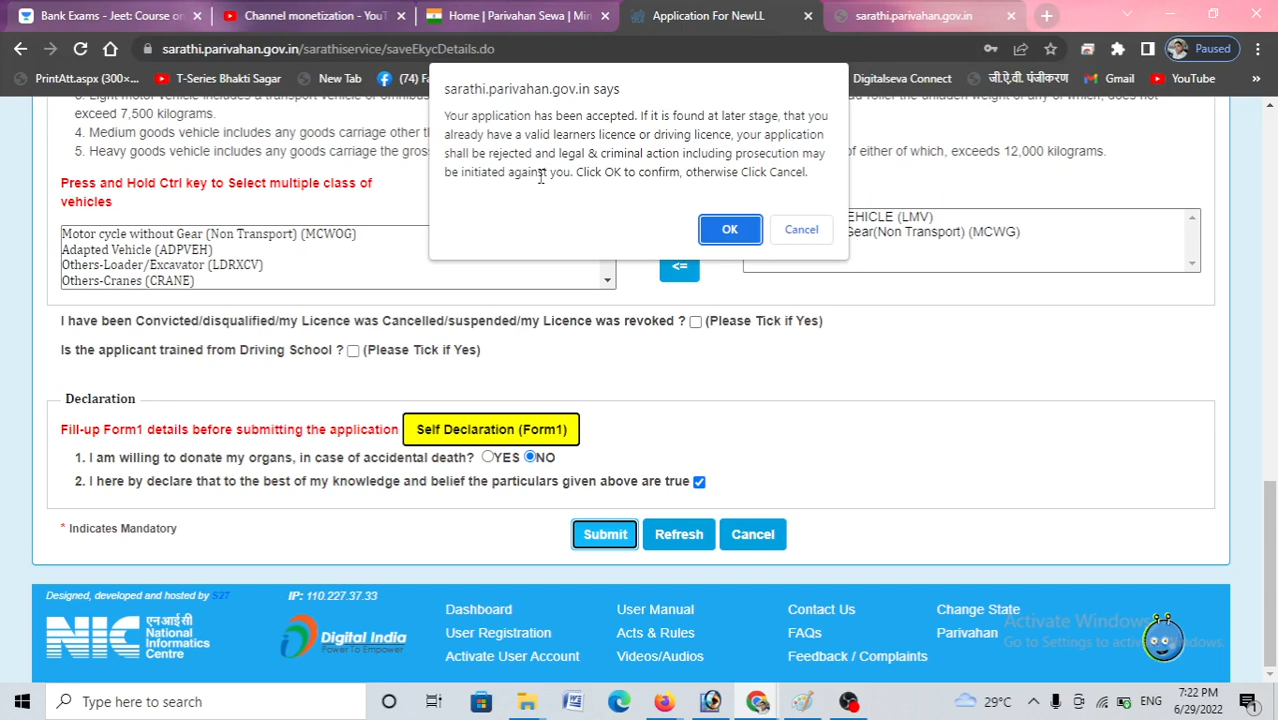 Bank Exams - Jeet: Course on
Channel monetization - YouT
Home | Parivahan Sewa | Min
Application For NewLL
sarathi.parivahan.gov.in
sarathi.parivahan.gov.in/sarathiservice/saveEkycDetails.do
Paused
PrintAtt.aspx (300×...
T-Series Bhakti Sagar
New Tab
(74) Fa
Digitalseva Connect
जी.ऐ.वी. पंजीकरण
Gmail
YouTube
sarathi.parivahan.gov.in says
Your application has been accepted. If it is found at later stage, that you
already have a valid learners licence or driving licence, your application
shall be rejected and legal & criminal action including prosecution may
be initiated against you. Click OK to confirm, otherwise Click Cancel.
OK
Cancel
exceed 7,500 kilograms.
4. Medium goods vehicle includes any goods carriage other
5. Heavy goods vehicle includes any goods carriage the gros
of either of which, exceeds 12,000 kilograms.
Press and Hold Ctrl key to Select multiple class of
vehicles
Motor cycle without Gear (Non Transport) (MCWOG)
Adapted Vehicle (ADPVEH)
Others-Loader/Excavator (LDRXCV)
Others-Cranes (CRANE)
<=
EHICLE (LMV)
Gear(Non Transport) (MCWG)
I have been Convicted/disqualified/my Licence was Cancelled/suspended/my Licence was revoked ? (Please Tick if Yes)
Is the applicant trained from Driving School ? (Please Tick if Yes)
Declaration
Fill-up Form1 details before submitting the application
Self Declaration (Form1)
1. I am willing to donate my organs, in case of accidental death? YES NO
2. I here by declare that to the best of my knowledge and belief the particulars given above are true
* Indicates Mandatory
Submit
Refresh
Cancel
Designed, developed and hosted by S27
IP: 110.227.37.33
NIC
एन आई सी
National
Informatics
Centre
Digital India
Power To Empower
Dashboard
User Manual
Contact Us
Change State
User Registration
Acts & Rules
FAQs
Parivahan
Activate User Account
Videos/Audios
Feedback / Complaints
Activate Windows
Go to Settings to activate Windows.
Type here to search
29°C
ENG
7:22 PM
6/29/2022